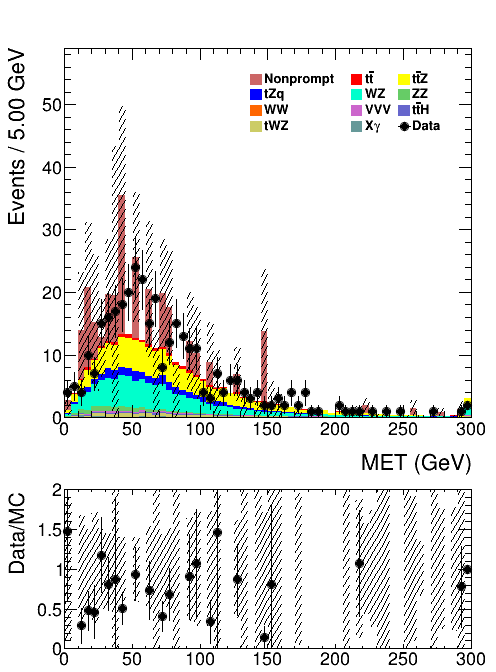 Events / 5.00 GeV
Nonprompt tt̄ tt̄Z
tZq WZ ZZ
WW VVV tt̄H
tWZ Xγ Data
50
40
30
20
10
0
0 50 100 150 200 250 300
MET (GeV)
Data/MC
2
1.5
1
0.5
0
0 50 100 150 200 250 300